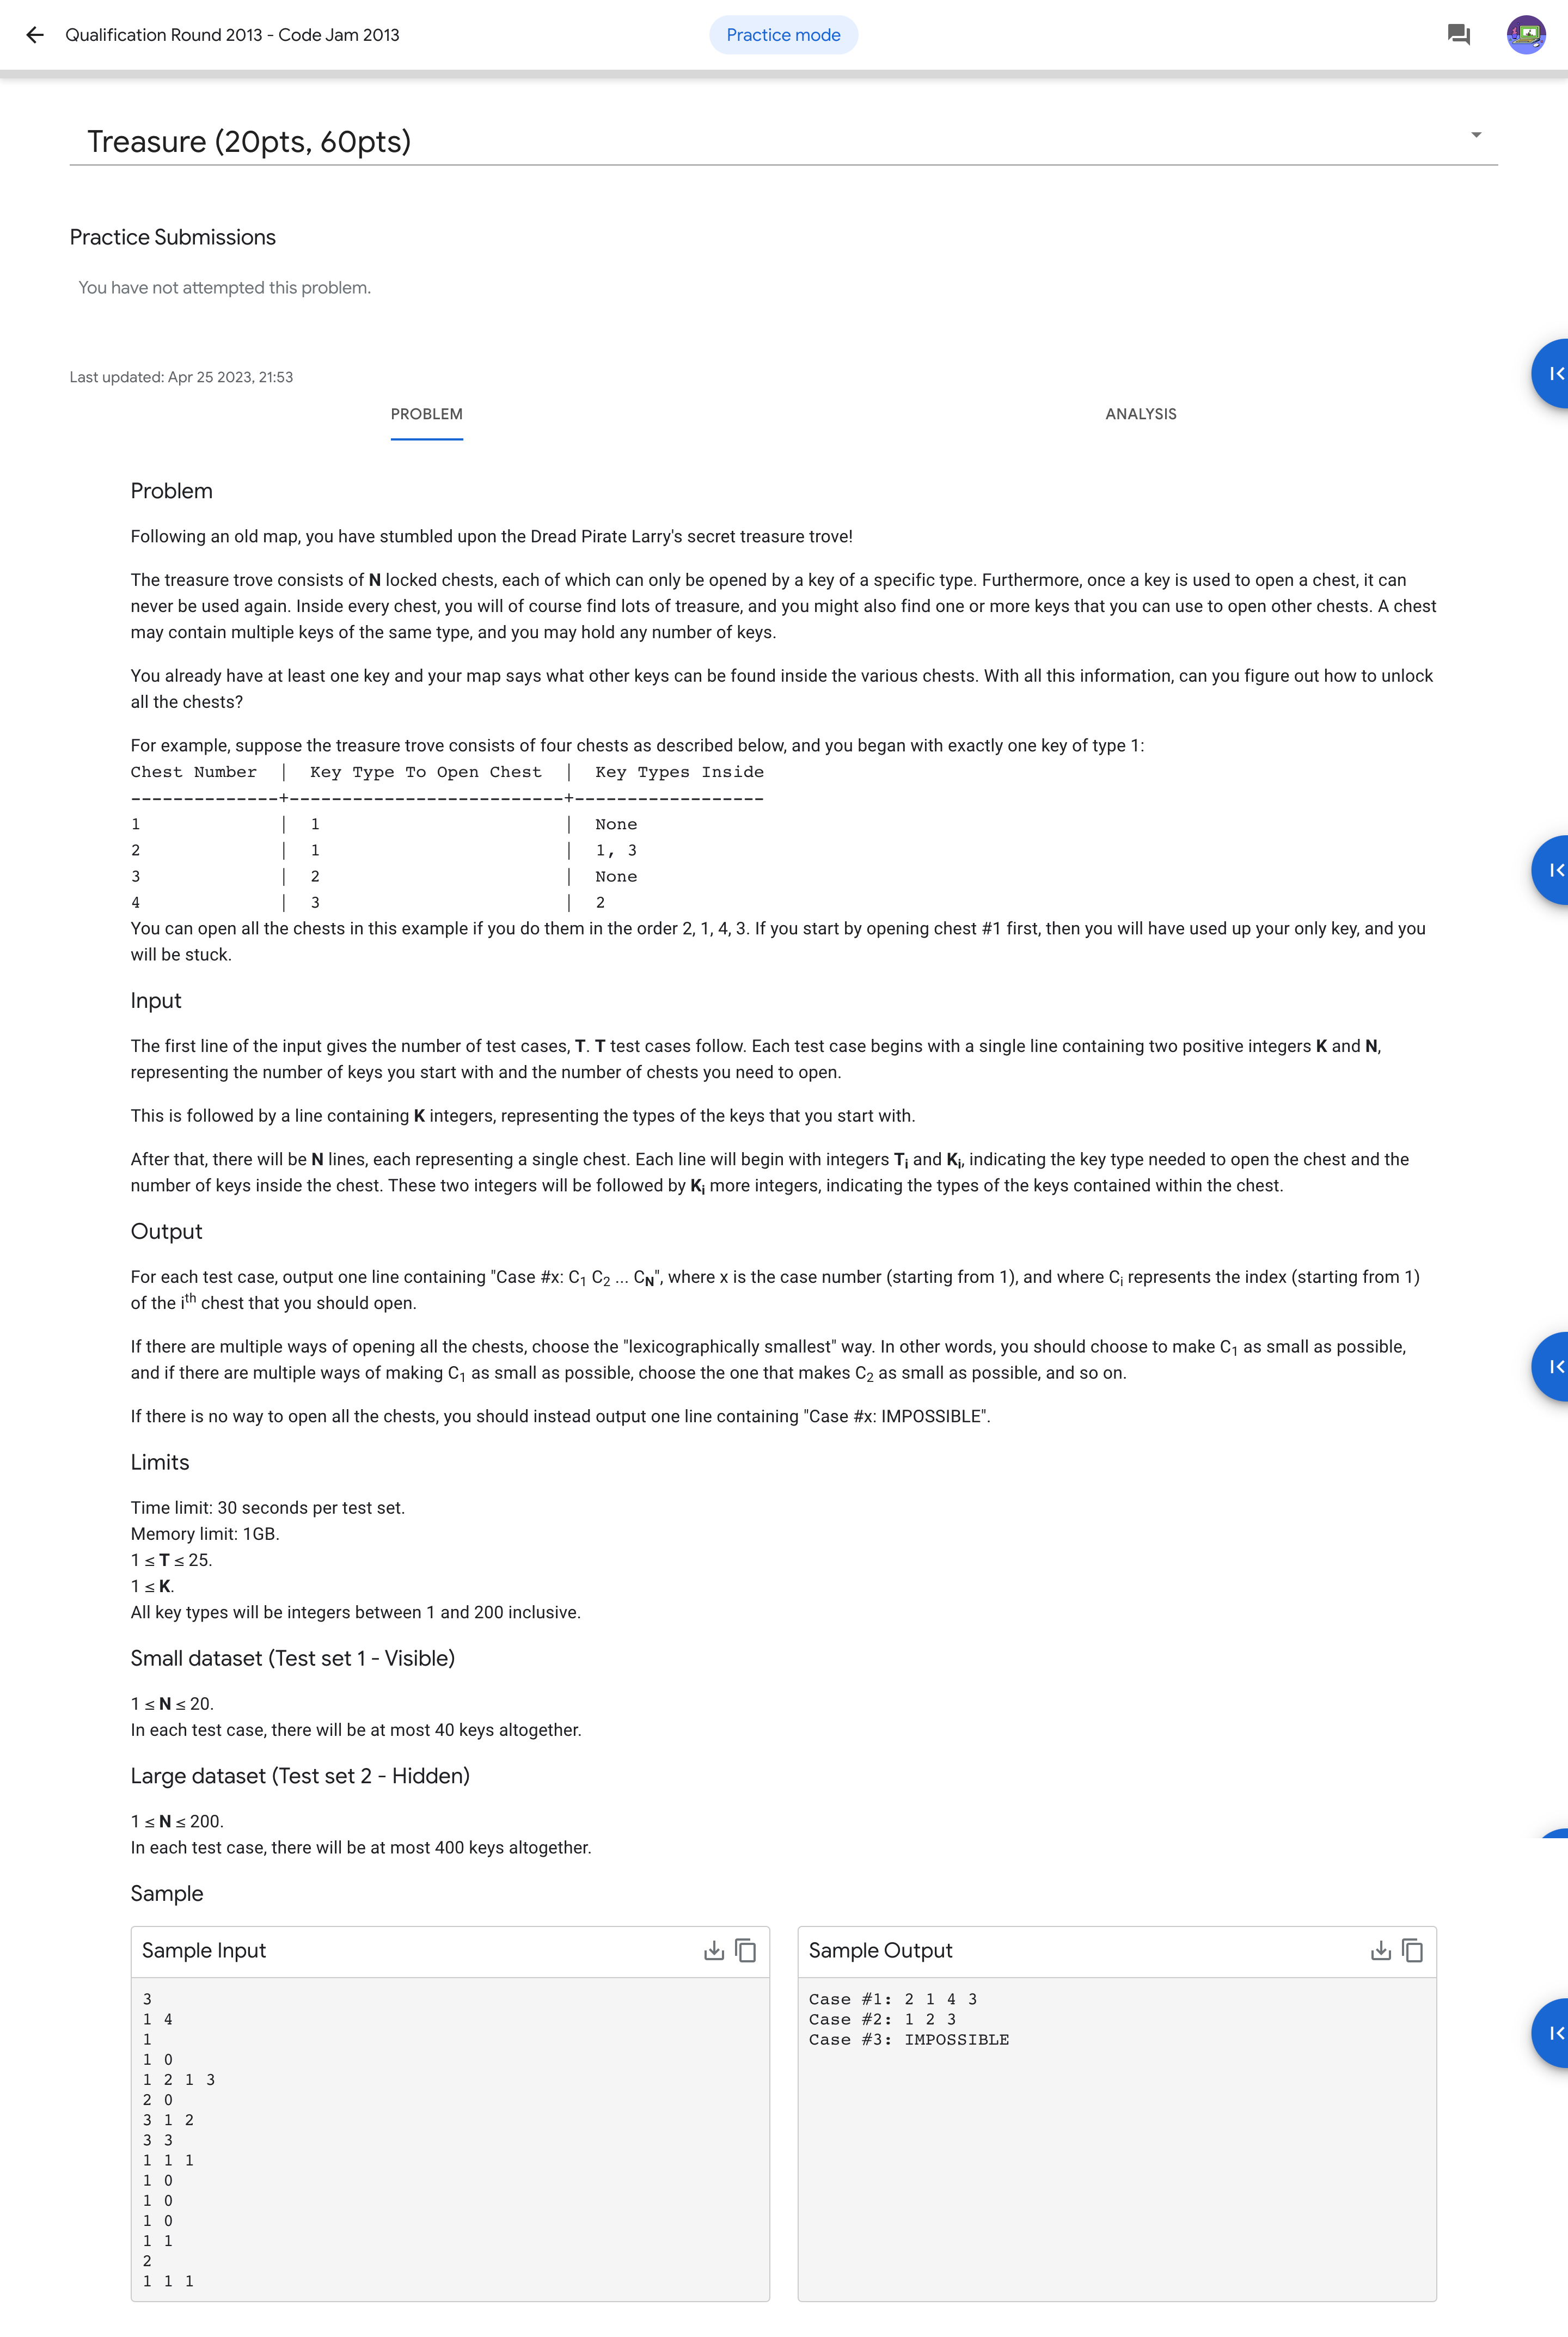 Qualification Round 2013 - Code Jam 2013
Practice mode
Treasure (20pts, 60pts)
Practice Submissions
You have not attempted this problem.
Last updated: Apr 25 2023, 21:53
PROBLEM
ANALYSIS
Problem
Following an old map, you have stumbled upon the Dread Pirate Larry's secret treasure trove!
The treasure trove consists of N locked chests, each of which can only be opened by a key of a specific type. Furthermore, once a key is used to open a chest, it can
never be used again. Inside every chest, you will of course find lots of treasure, and you might also find one or more keys that you can use to open other chests. A chest
may contain multiple keys of the same type, and you may hold any number of keys.
You already have at least one key and your map says what other keys can be found inside the various chests. With all this information, can you figure out how to unlock
all the chests?
For example, suppose the treasure trove consists of four chests as described below, and you began with exactly one key of type 1:
Chest Number  |  Key Type To Open Chest  |  Key Types Inside
--------------+--------------------------+------------------
1             |  1                       |  None
2             |  1                       |  1, 3
3             |  2                       |  None
4             |  3                       |  2
You can open all the chests in this example if you do them in the order 2, 1, 4, 3. If you start by opening chest #1 first, then you will have used up your only key, and you
will be stuck.
Input
The first line of the input gives the number of test cases, T. T test cases follow. Each test case begins with a single line containing two positive integers K and N,
representing the number of keys you start with and the number of chests you need to open.
This is followed by a line containing K integers, representing the types of the keys that you start with.
After that, there will be N lines, each representing a single chest. Each line will begin with integers Ti and Ki, indicating the key type needed to open the chest and the
number of keys inside the chest. These two integers will be followed by Ki more integers, indicating the types of the keys contained within the chest.
Output
For each test case, output one line containing "Case #x: C1 C2 ... CN", where x is the case number (starting from 1), and where Ci represents the index (starting from 1)
of the ith chest that you should open.
If there are multiple ways of opening all the chests, choose the "lexicographically smallest" way. In other words, you should choose to make C1 as small as possible,
and if there are multiple ways of making C1 as small as possible, choose the one that makes C2 as small as possible, and so on.
If there is no way to open all the chests, you should instead output one line containing "Case #x: IMPOSSIBLE".
Limits
Time limit: 30 seconds per test set.
Memory limit: 1GB.
1 ≤ T ≤ 25.
1 ≤ K.
All key types will be integers between 1 and 200 inclusive.
Small dataset (Test set 1 - Visible)
1 ≤ N ≤ 20.
In each test case, there will be at most 40 keys altogether.
Large dataset (Test set 2 - Hidden)
1 ≤ N ≤ 200.
In each test case, there will be at most 400 keys altogether.
Sample
Sample Input
3
1 4
1
1 0
1 2 1 3
2 0
3 1 2
3 3
1 1 1
1 0
1 0
1 0
1 1
2
1 1 1
Sample Output
Case #1: 2 1 4 3
Case #2: 1 2 3
Case #3: IMPOSSIBLE